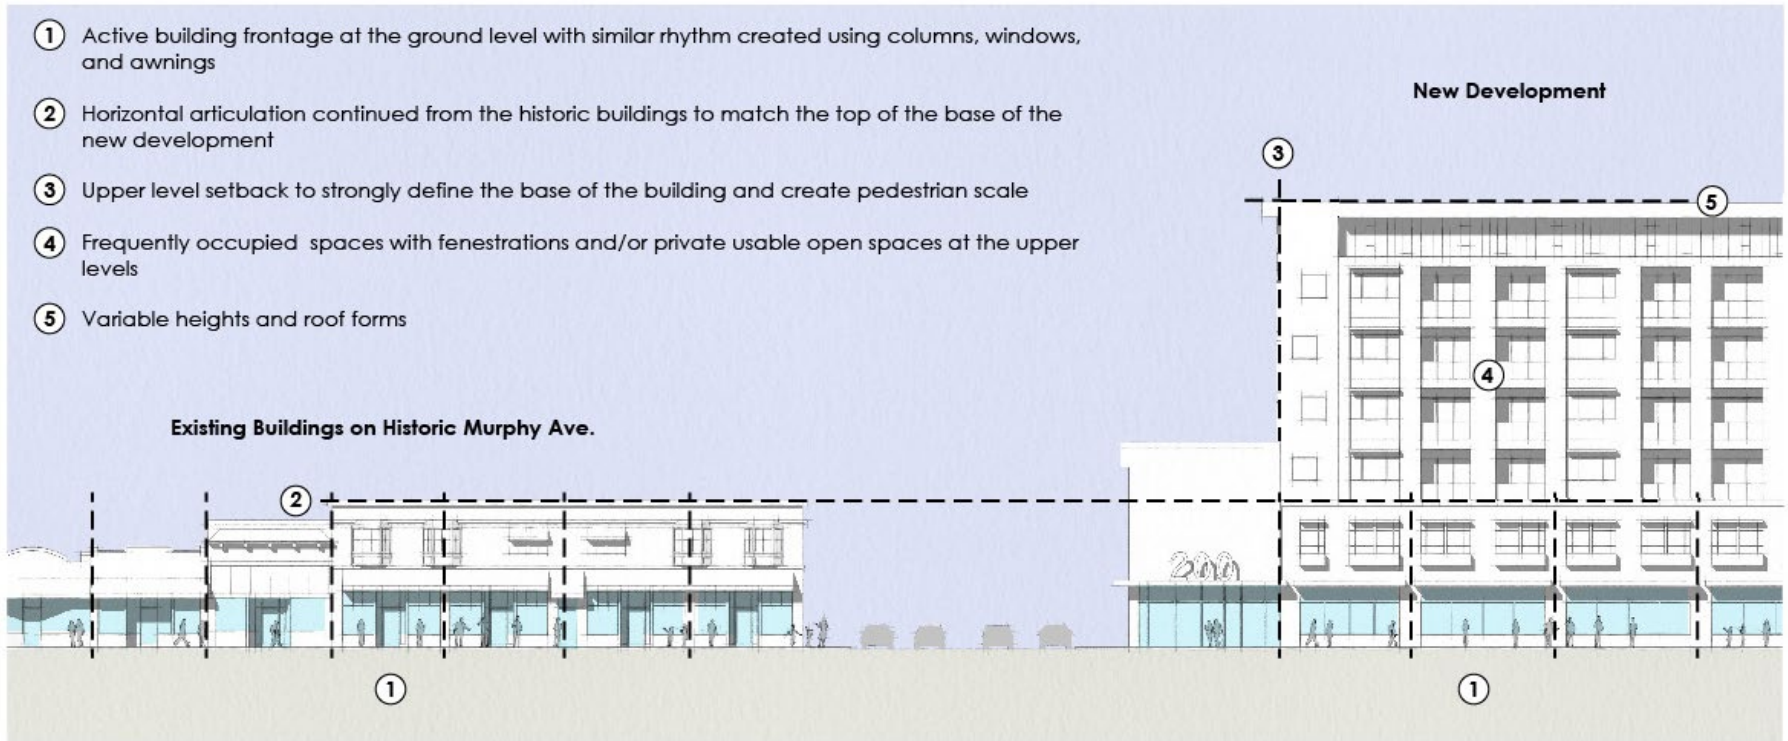 1 Active building frontage at the ground level with similar rhythm created using columns, windows,
and awnings
2 Horizontal articulation continued from the historic buildings to match the top of the base of the
new development
3 Upper level setback to strongly define the base of the building and create pedestrian scale
4 Frequently occupied spaces with fenestrations and/or private usable open spaces at the upper
levels
5 Variable heights and roof forms
New Development
3
5
4
Existing Buildings on Historic Murphy Ave.
2
200
1
1